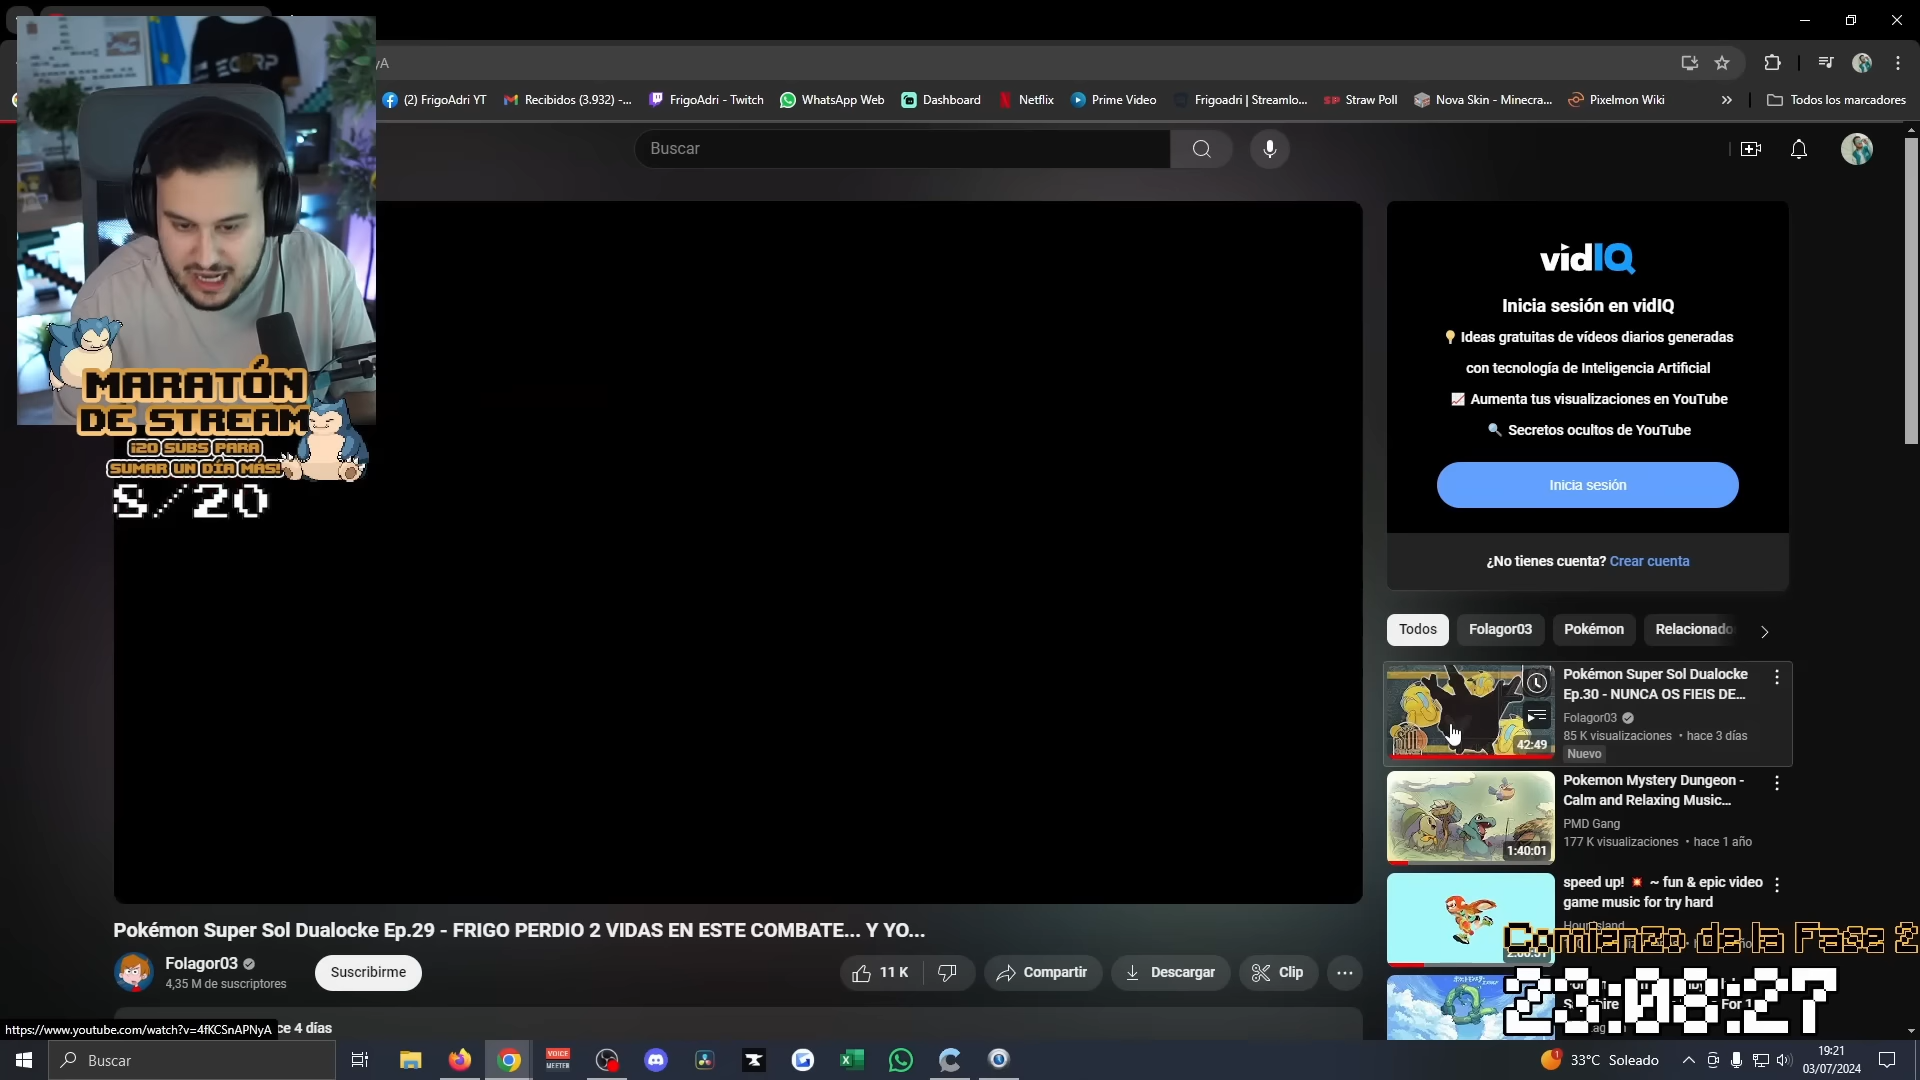 yA
(2) FrigoAdri YT
Recibidos (3.932) -...
FrigoAdri - Twitch
WhatsApp Web
Dashboard
Netflix
Prime Video
Frigoadri | Streamlo...
Straw Poll
Nova Skin - Minecra...
Pixelmon Wiki
»
Todos los marcadores
Buscar
MARATÓN
DE STREAM
¡20 SUBS PARA
SUMAR UN DÍA MÁS!
8/20
vidIQ
Inicia sesión en vidIQ
Ideas gratuitas de vídeos diarios generadas
con tecnología de Inteligencia Artificial
Aumenta tus visualizaciones en YouTube
Secretos ocultos de YouTube
Inicia sesión
¿No tienes cuenta? Crear cuenta
Todos
Folagor03
Pokémon
Relacionado
Pokémon Super Sol Dualocke
Ep.30 - NUNCA OS FIEIS DE...
Folagor03
85 K visualizaciones • hace 3 días
Nuevo
42:49
Pokemon Mystery Dungeon -
Calm and Relaxing Music...
PMD Gang
177 K visualizaciones • hace 1 año
1:40:01
speed up! 💥 ~ fun & epic video
game music for try hard
Comienzo de la Fase 2
23:08:27
Pokémon Super Sol Dualocke Ep.29 - FRIGO PERDIO 2 VIDAS EN ESTE COMBATE... Y YO...
Folagor03
4,35 M de suscriptores
Suscribirme
11 K
Compartir
Descargar
Clip
https://www.youtube.com/watch?v=4fKCSnAPNyA
ce 4 días
Buscar
VOICE
MEETER
33°C Soleado
19:21
03/07/2024